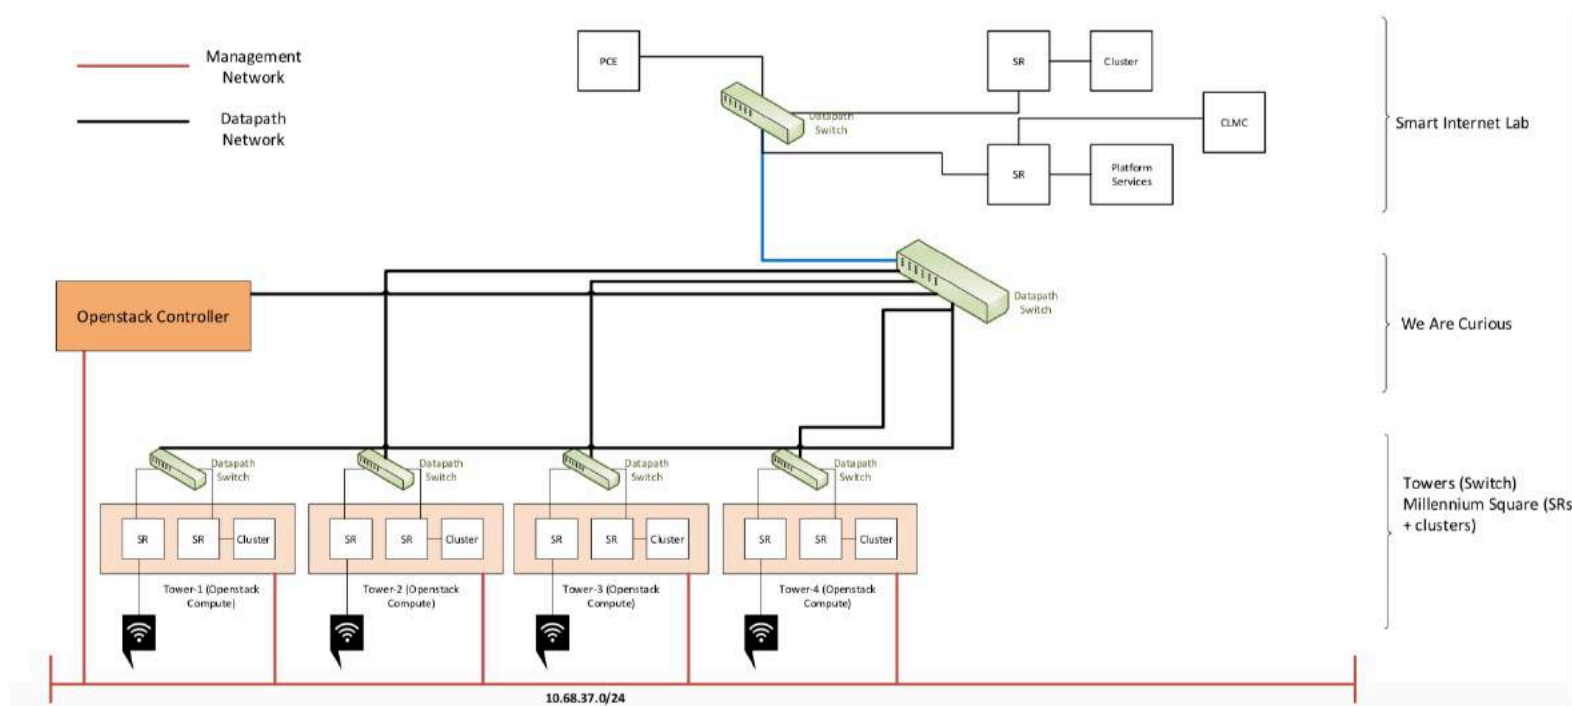 Management
Network
Datapath
Network
PCE
SR
Cluster
Datapath
Switch
CLMC
SR
Platform
Services
Smart Internet Lab
Openstack Controller
Datapath
Switch
We Are Curious
Datapath
Switch
Datapath
Switch
Datapath
Switch
Datapath
Switch
Towers (Switch)
Millennium Square (SRs
+ clusters)
SR
SR
Cluster
SR
SR
Cluster
SR
SR
Cluster
SR
SR
Cluster
Tower-1 (Openstack
Compute)
Tower-2 (Openstack
Compute)
Tower-3 (Openstack
Compute)
Tower-4 (Openstack
Compute)
10.68.37.0/24